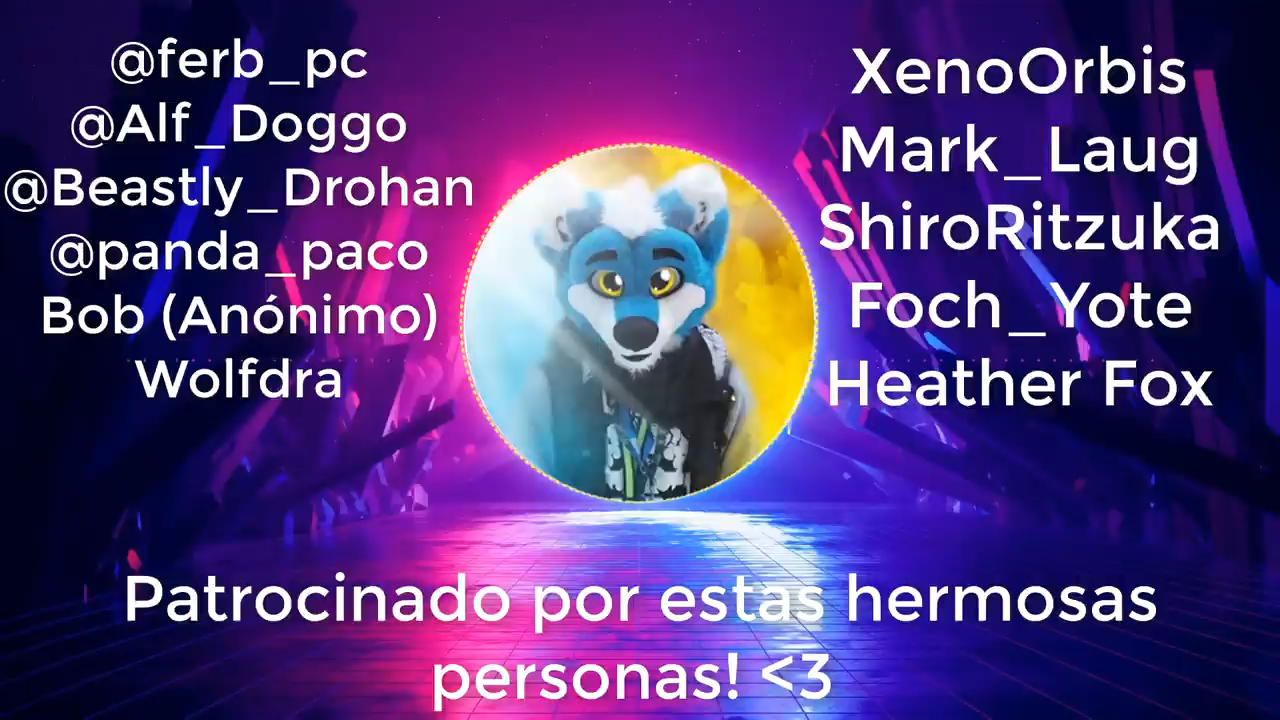 @ferb_pc
@Alf_Doggo
@Beastly_Drohan
@panda_paco
Bob (Anónimo)
Wolfdra
XenoOrbis
Mark_Laug
ShiroRitzuka
Foch_Yote
Heather Fox
Patrocinado por estas hermosas
personas! <3